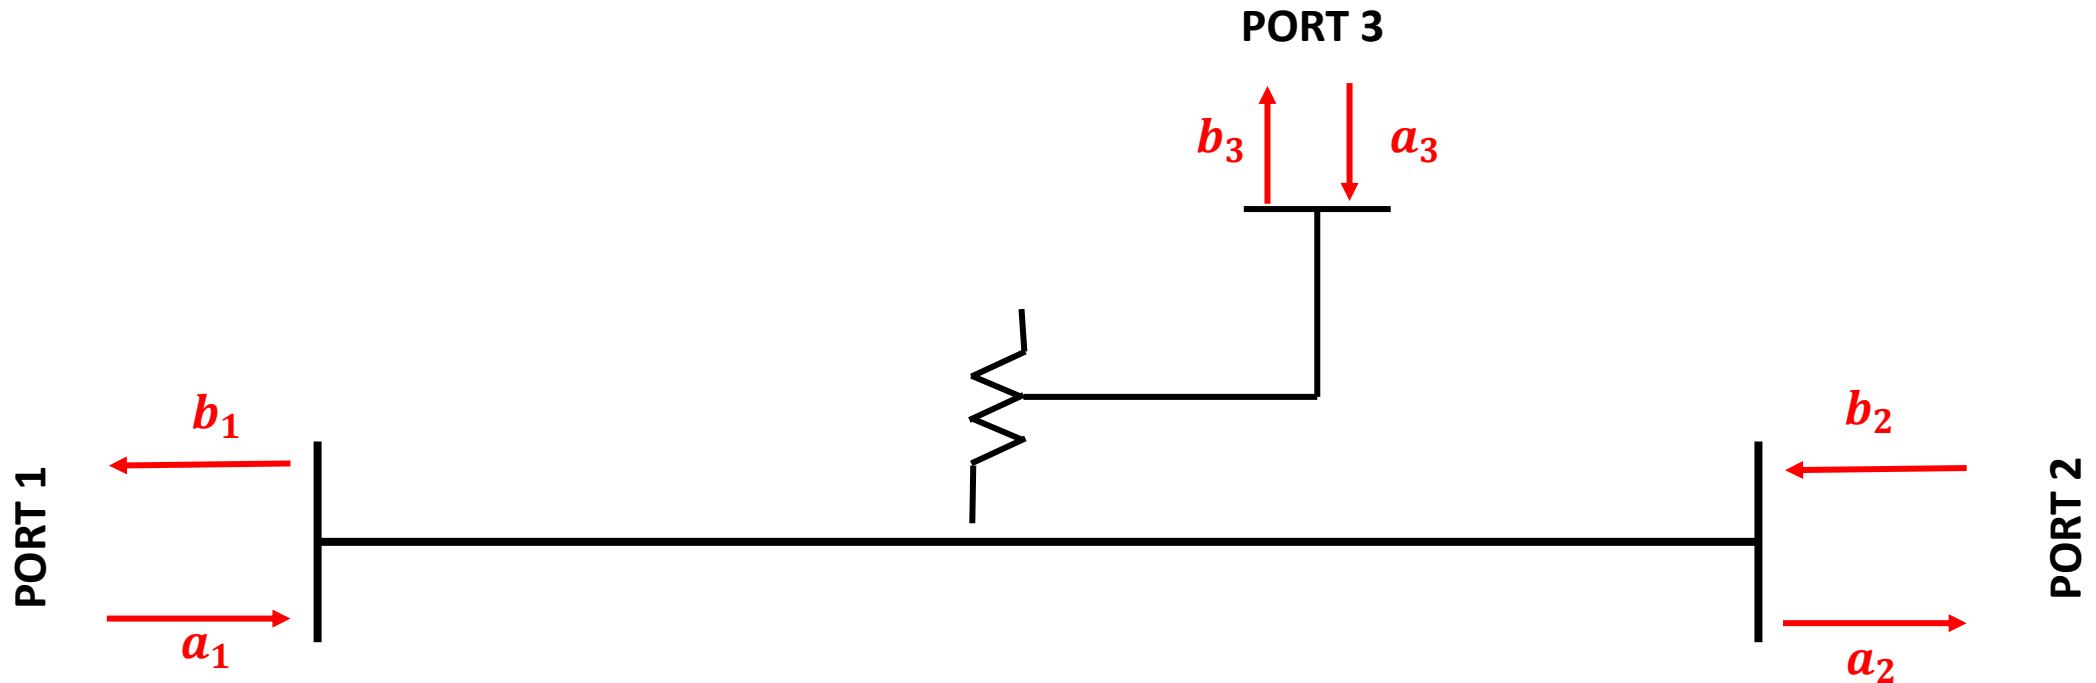 PORT 3
b₃
a₃
b₁
b₂
PORT 1
PORT 2
a₁
a₂